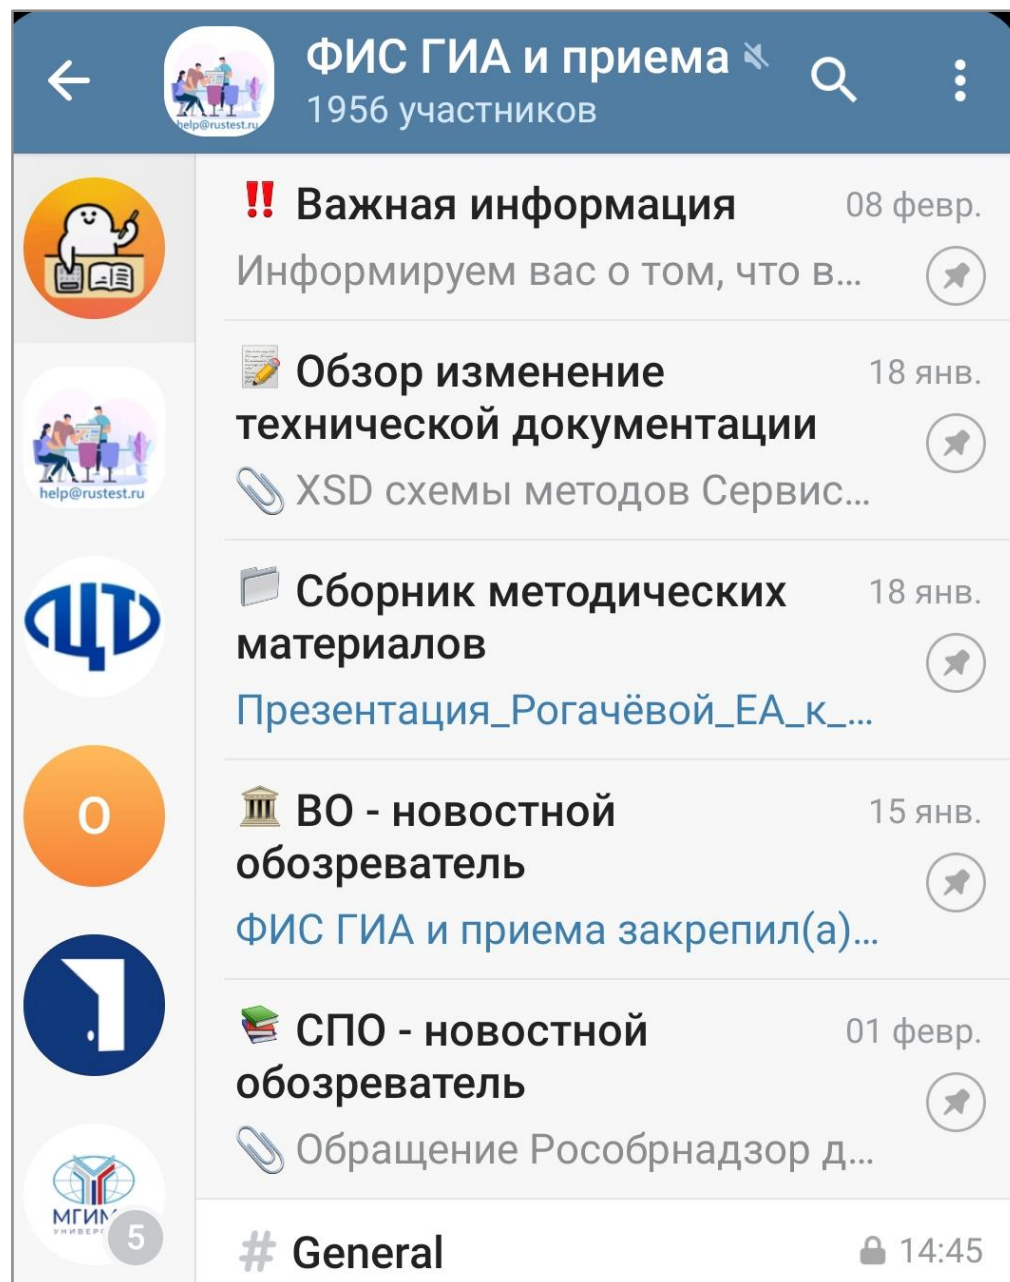 ФИС ГИА и приема
1956 участников
help@rustest.ru
‼ Важная информация 08 февр.
Информируем вас о том, что в...
Обзор изменение 18 янв.
технической документации
XSD схемы методов Сервис...
help@rustest.ru
Сборник методических 18 янв.
материалов
Презентация_Рогачёвой_ЕА_к_...
ЦТ
ВО - новостной 15 янв.
обозреватель
ФИС ГИА и приема закрепил(а)...
О
СПО - новостной 01 февр.
обозреватель
Обращение Рособрнадзор д...
5
# General 14:45